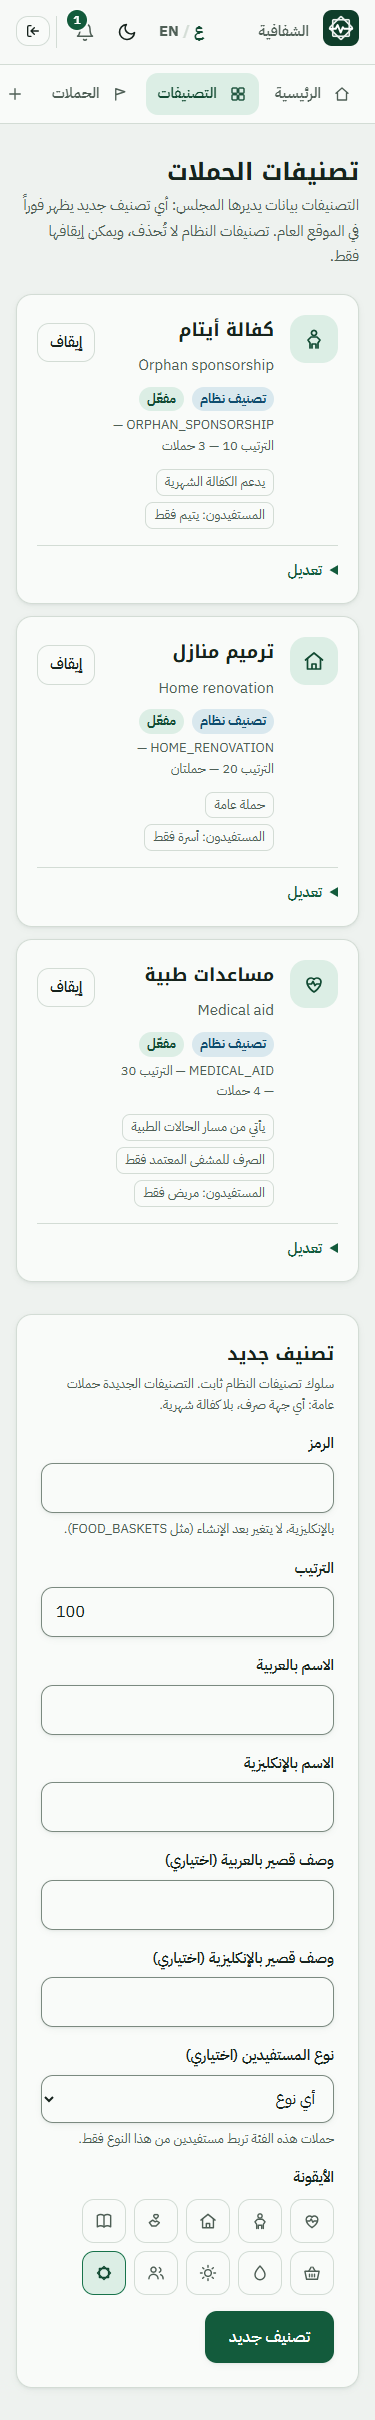 الشفافية
ع / EN
1
الرئيسية
التصنيفات
الحملات
تصنيفات الحملات
التصنيفات بيانات يديرها المجلس: أي تصنيف جديد يظهر فوراً
في الموقع العام. تصنيفات النظام لا تُحذف، ويمكن إيقافها
فقط.
كفالة أيتام
إيقاف
Orphan sponsorship
تصنيف نظام
مفعّل
ORPHAN_SPONSORSHIP —
الترتيب 10 — 3 حملات
يدعم الكفالة الشهرية
المستفيدون: يتيم فقط
تعديل
ترميم منازل
إيقاف
Home renovation
تصنيف نظام
مفعّل
HOME_RENOVATION —
الترتيب 20 — حملتان
حملة عامة
المستفيدون: أسرة فقط
تعديل
مساعدات طبية
إيقاف
Medical aid
تصنيف نظام
مفعّل
MEDICAL_AID — الترتيب 30
— 4 حملات
يأتي من مسار الحالات الطبية
الصرف للمشفى المعتمد فقط
المستفيدون: مريض فقط
تعديل
تصنيف جديد
سلوك تصنيفات النظام ثابت. التصنيفات الجديدة حملات
عامة: أي جهة صرف، بلا كفالة شهرية.
الرمز
بالإنكليزية، لا يتغير بعد الإنشاء (مثل FOOD_BASKETS).
الترتيب
100
الاسم بالعربية
الاسم بالإنكليزية
وصف قصير بالعربية (اختياري)
وصف قصير بالإنكليزية (اختياري)
نوع المستفيدين (اختياري)
أي نوع
حملات هذه الفئة تربط مستفيدين من هذا النوع فقط.
الأيقونة
تصنيف جديد